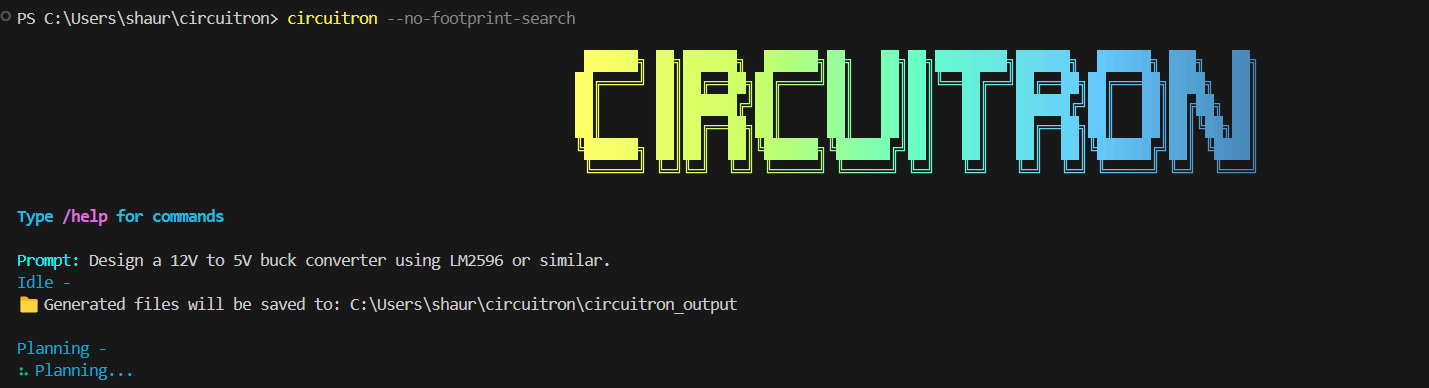 PS C:\Users\shaur\circuitron> circuitron --no-footprint-search
CIRCUITRON
Type /help for commands
Prompt: Design a 12V to 5V buck converter using LM2596 or similar.
Idle -
Generated files will be saved to: C:\Users\shaur\circuitron\circuitron_output
Planning -
Planning...